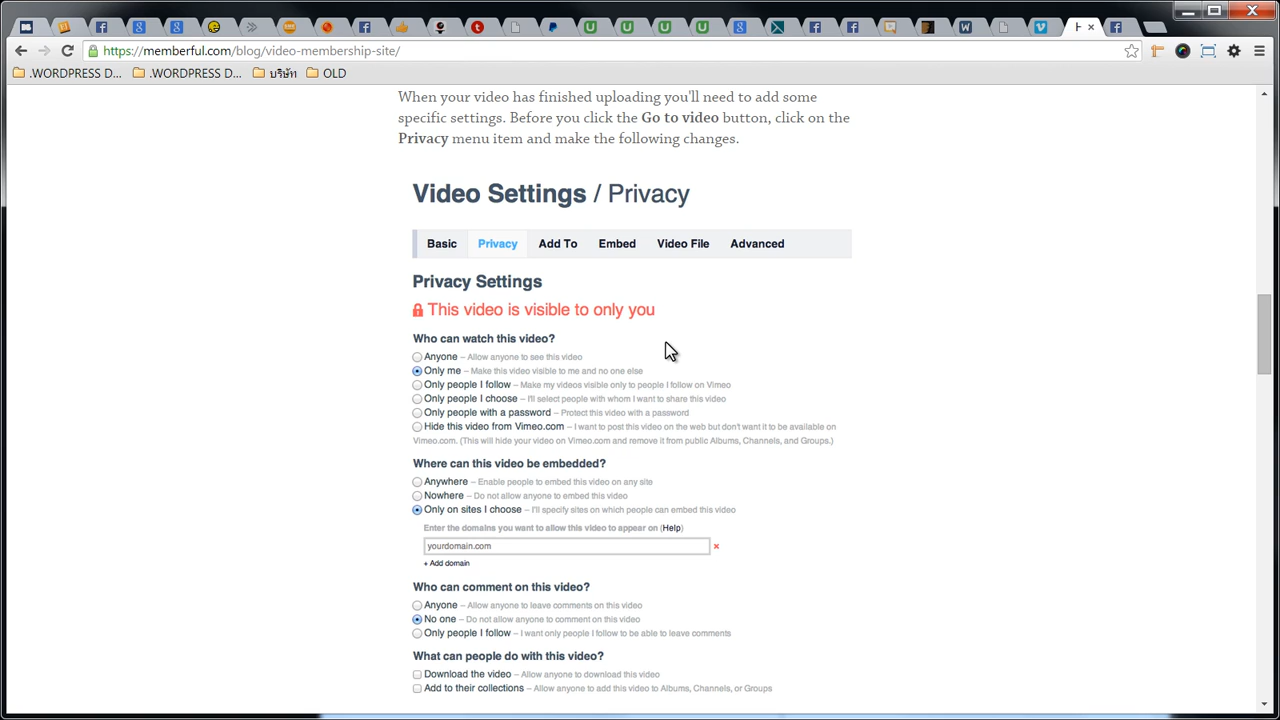 https://memberful.com/blog/video-membership-site/
.WORDPRESS D... .WORDPRESS D... บริษัท OLD
When your video has finished uploading you'll need to add some
specific settings. Before you click the Go to video button, click on the
Privacy menu item and make the following changes.
Video Settings / Privacy
Basic Privacy Add To Embed Video File Advanced
Privacy Settings
This video is visible to only you
Who can watch this video?
Anyone – Allow anyone to see this video
Only me – Make this video visible to me and no one else
Only people I follow – Make my videos visible only to people I follow on Vimeo
Only people I choose – I'll select people with whom I want to share this video
Only people with a password – Protect this video with a password
Hide this video from Vimeo.com – I want to post this video on the web but don't want it to be available on
Vimeo.com. (This will hide your video on Vimeo.com and remove it from public Albums, Channels, and Groups.)
Where can this video be embedded?
Anywhere – Enable people to embed this video on any site
Nowhere – Do not allow anyone to embed this video
Only on sites I choose – I'll specify sites on which people can embed this video
Enter the domains you want to allow this video to appear on (Help)
yourdomain.com
+ Add domain
Who can comment on this video?
Anyone – Allow anyone to leave comments on this video
No one – Do not allow anyone to comment on this video
Only people I follow – I want only people I follow to be able to leave comments
What can people do with this video?
Download the video – Allow anyone to download this video
Add to their collections – Allow anyone to add this video to Albums, Channels, or Groups